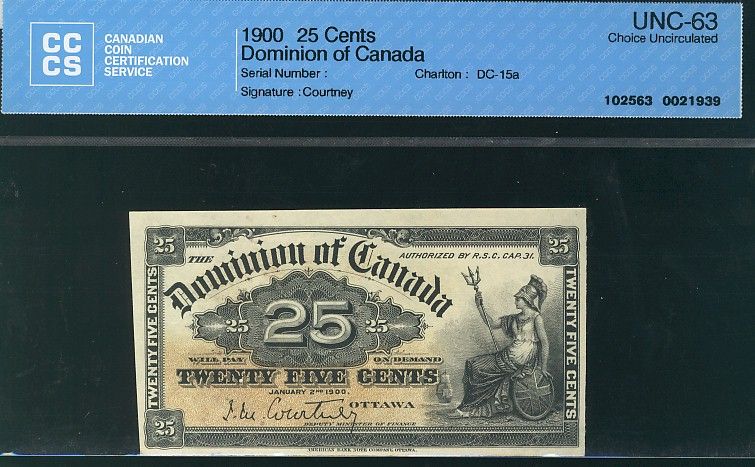 CC
CS
CANADIAN
COIN
CERTIFICATION
SERVICE
1900 25 Cents
Dominion of Canada
Serial Number :
Charlton : DC-15a
Signature : Courtney
UNC-63
Choice Uncirculated
102563 0021939
25
25
THE
Dominion of Canada
AUTHORIZED BY R.S.C. CAP. 31.
TWENTY FIVE CENTS
25 25 25
TWENTY FIVE CENTS
WILL PAY ON DEMAND
TWENTY FIVE CENTS
JANUARY 2ND 1900.
OTTAWA
Courtney
DEPUTY MINISTER OF FINANCE
25
AMERICAN BANK NOTE COMPANY, OTTAWA.